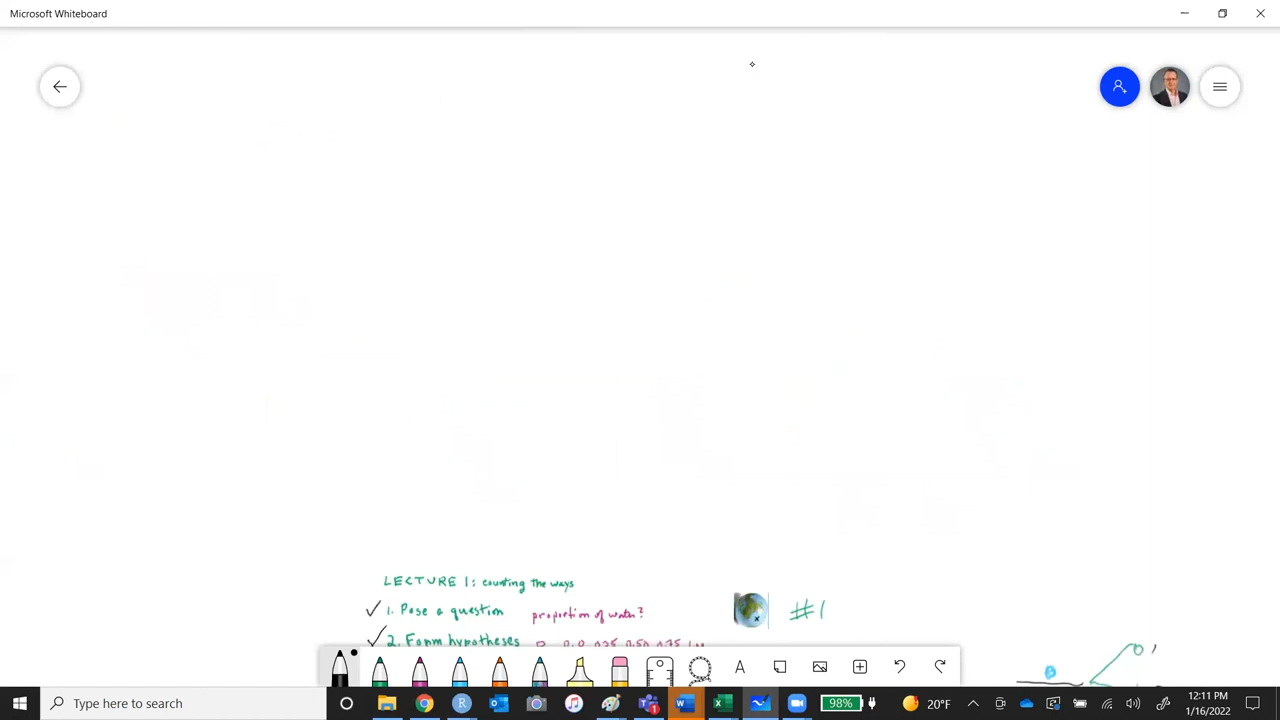 Microsoft Whiteboard
LECTURE 1: counting the ways
✓ 1. Pose a question proportion of water?
#1
✓ 2. Form hypotheses
A
Type here to search
98%
20°F
12:11 PM
1/16/2022